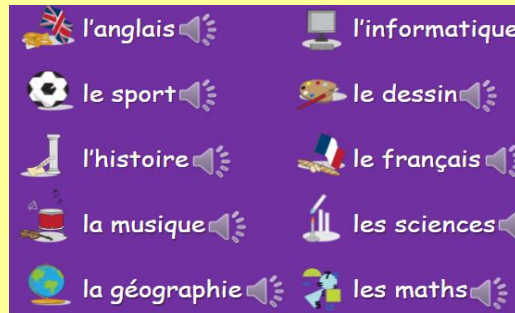 l'anglais
l'informatique
le sport
le dessin
l'histoire
le français
la musique
les sciences
la géographie
les maths